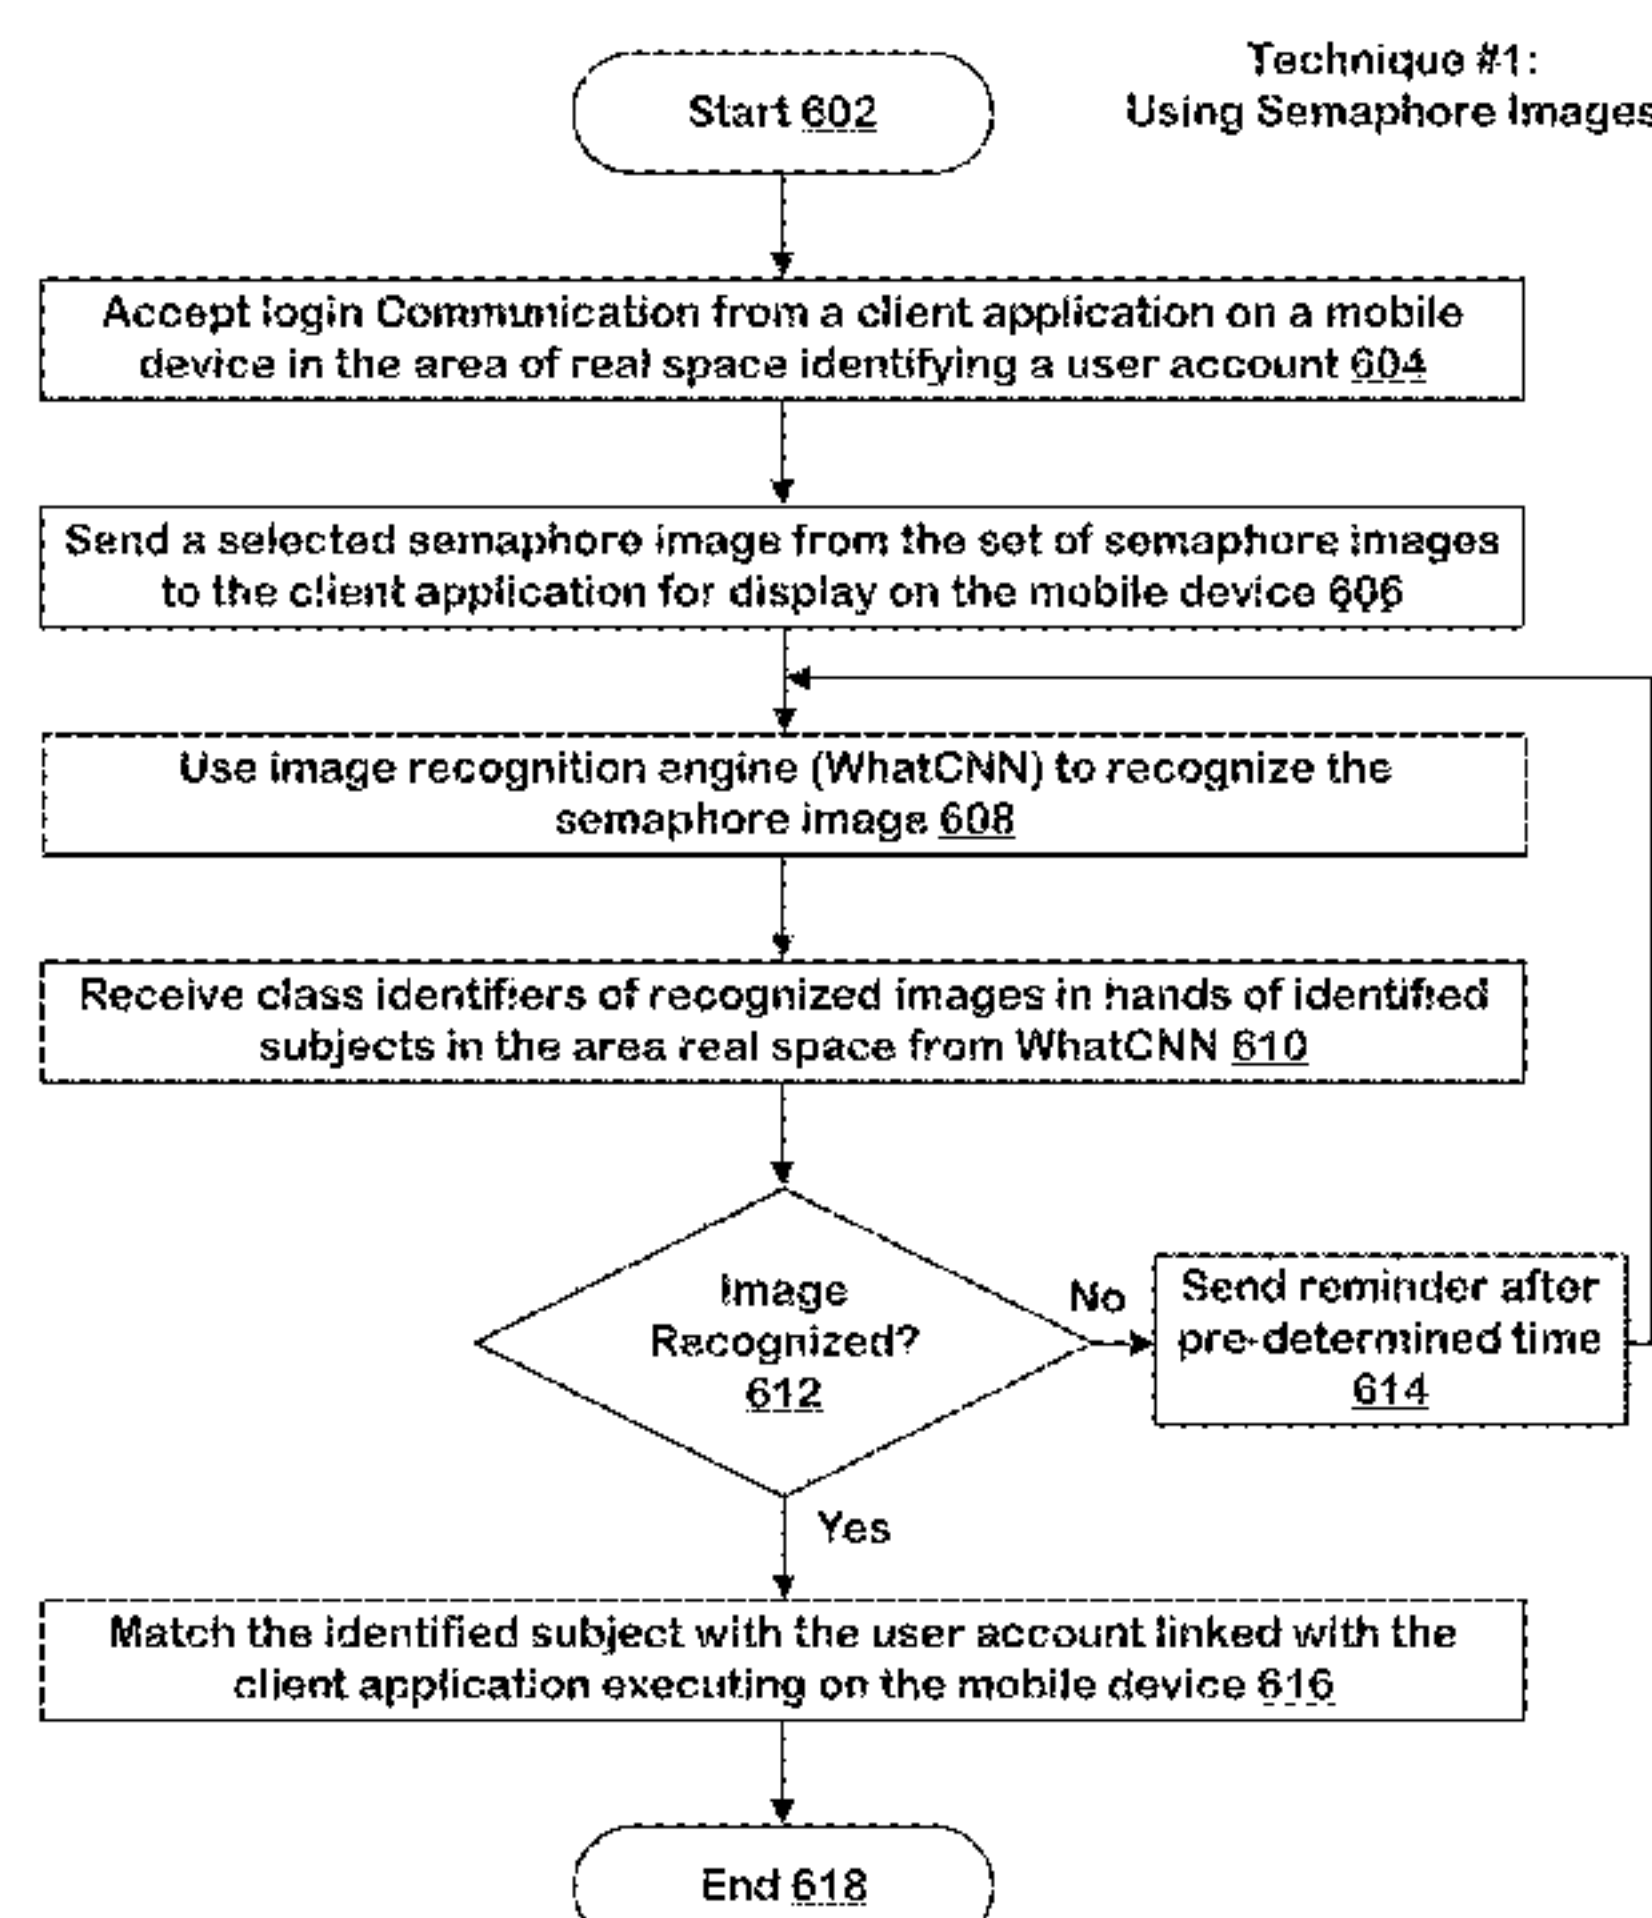 Technique #1:
Using Semaphore Images
Start 602
Accept login Communication from a client application on a mobile
device in the area of real space identifying a user account 604
Send a selected semaphore image from the set of semaphore images
to the client application for display on the mobile device 606
Use image recognition engine (WhatCNN) to recognize the
semaphore image 608
Receive class identifiers of recognized images in hands of identified
subjects in the area real space from WhatCNN 610
Image
Recognized?
612
No
Send reminder after
pre-determined time
614
Yes
Match the identified subject with the user account linked with the
client application executing on the mobile device 616
End 618